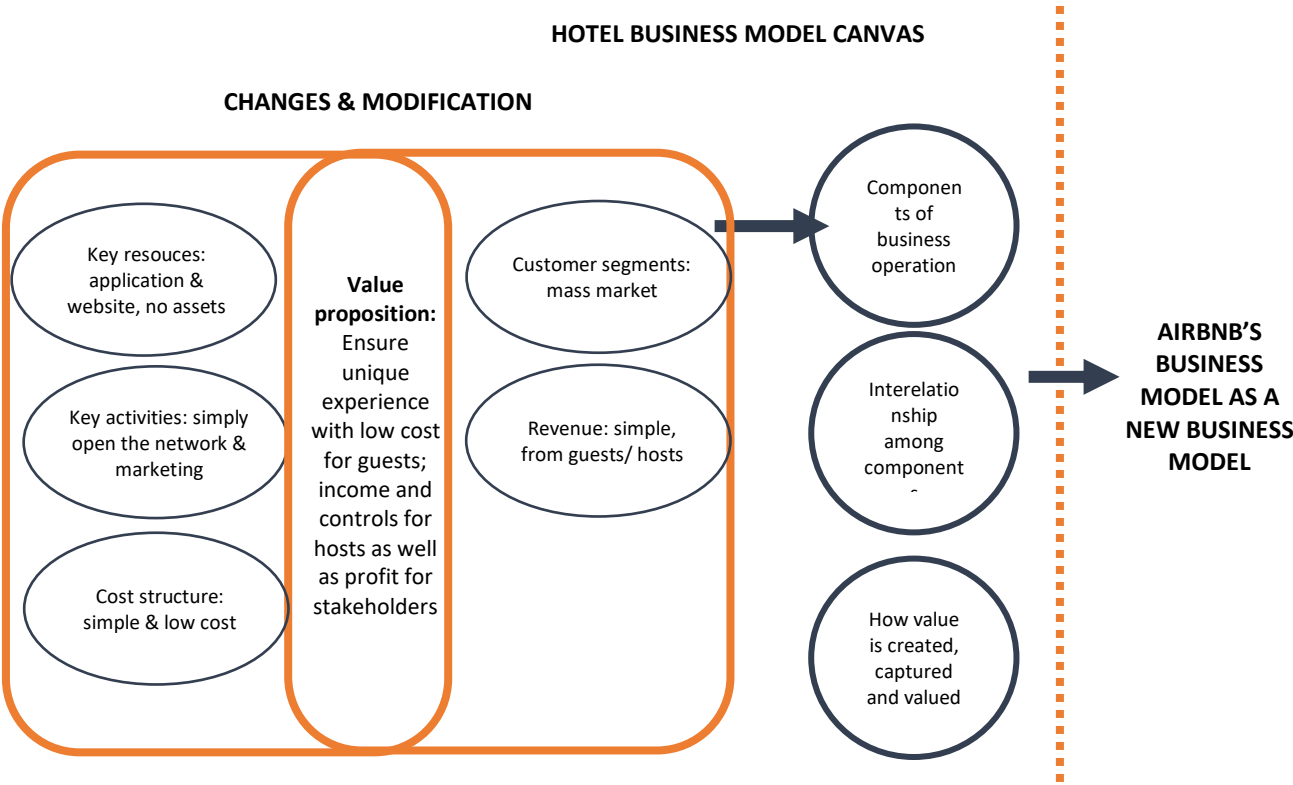 HOTEL BUSINESS MODEL CANVAS
CHANGES & MODIFICATION
Key resouces:
application &
website, no assets
Key activities: simply
open the network &
marketing
Cost structure:
simple & low cost
Value
proposition:
Ensure
unique
experience
with low cost
for guests;
income and
controls for
hosts as well
as profit for
stakeholders
Customer segments:
mass market
Revenue: simple,
from guests/ hosts
Componen
ts of
business
operation
Interelatio
nship
among
component
How value
is created,
captured
and valued
AIRBNB'S
BUSINESS
MODEL AS A
NEW BUSINESS
MODEL